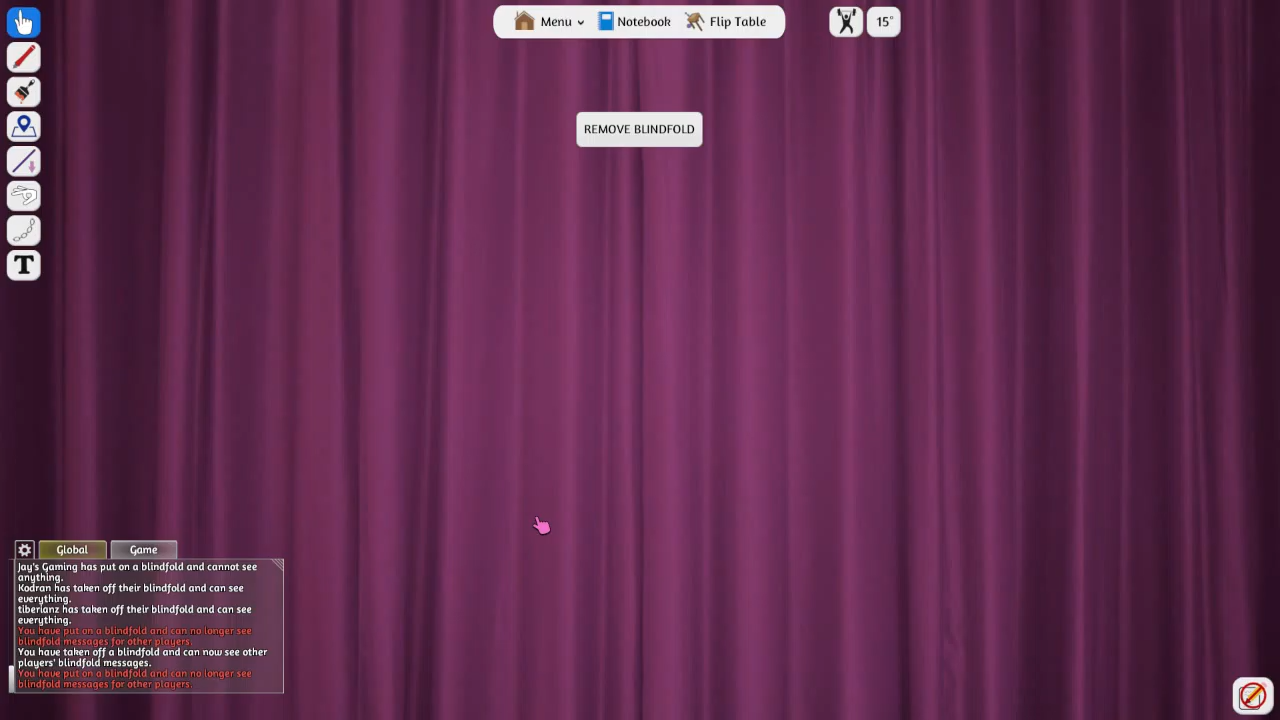 Menu
Notebook
Flip Table
15°
REMOVE BLINDFOLD
T
Global
Game
Jay's Gaming has put on a blindfold and cannot see
anything.
Kodran has taken off their blindfold and can see
everything.
tiberianz has taken off their blindfold and can see
everything.
You have put on a blindfold and can no longer see
blindfold messages for other players.
You have taken off a blindfold and can now see other
players' blindfold messages.
You have put on a blindfold and can no longer see
blindfold messages for other players.